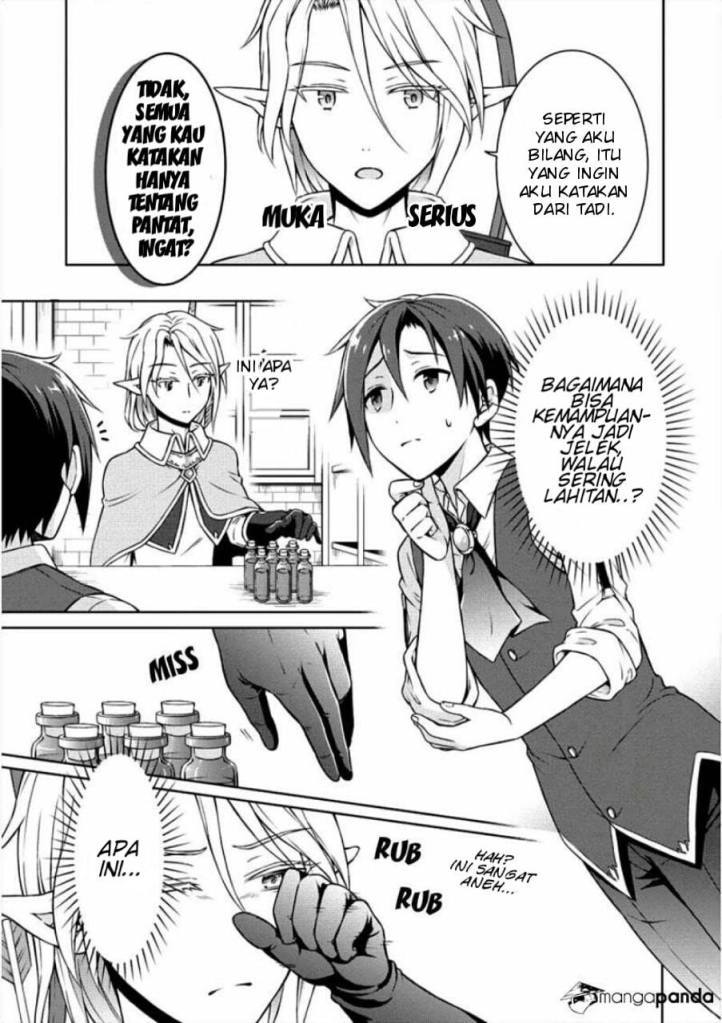 SEPERTI
YANG AKU
BILANG, ITU
YANG INGIN
AKU KATAKAN
DARI TADI.
TIDAK,
SEMUA
YANG KAU
KATAKAN
HANYA
TENTANG
PANTAT,
INGAT?
MUKA SERIUS
BAGAIMANA
BISA
KEMAMPUAN-
NYA JADI
JELEK,
WALAU
SERING
LAHITAN..?
INI APA
YA?
MISS
HAH?
INI SANGAT
ANEH...
RUB
RUB
APA
INI...
mangapanda